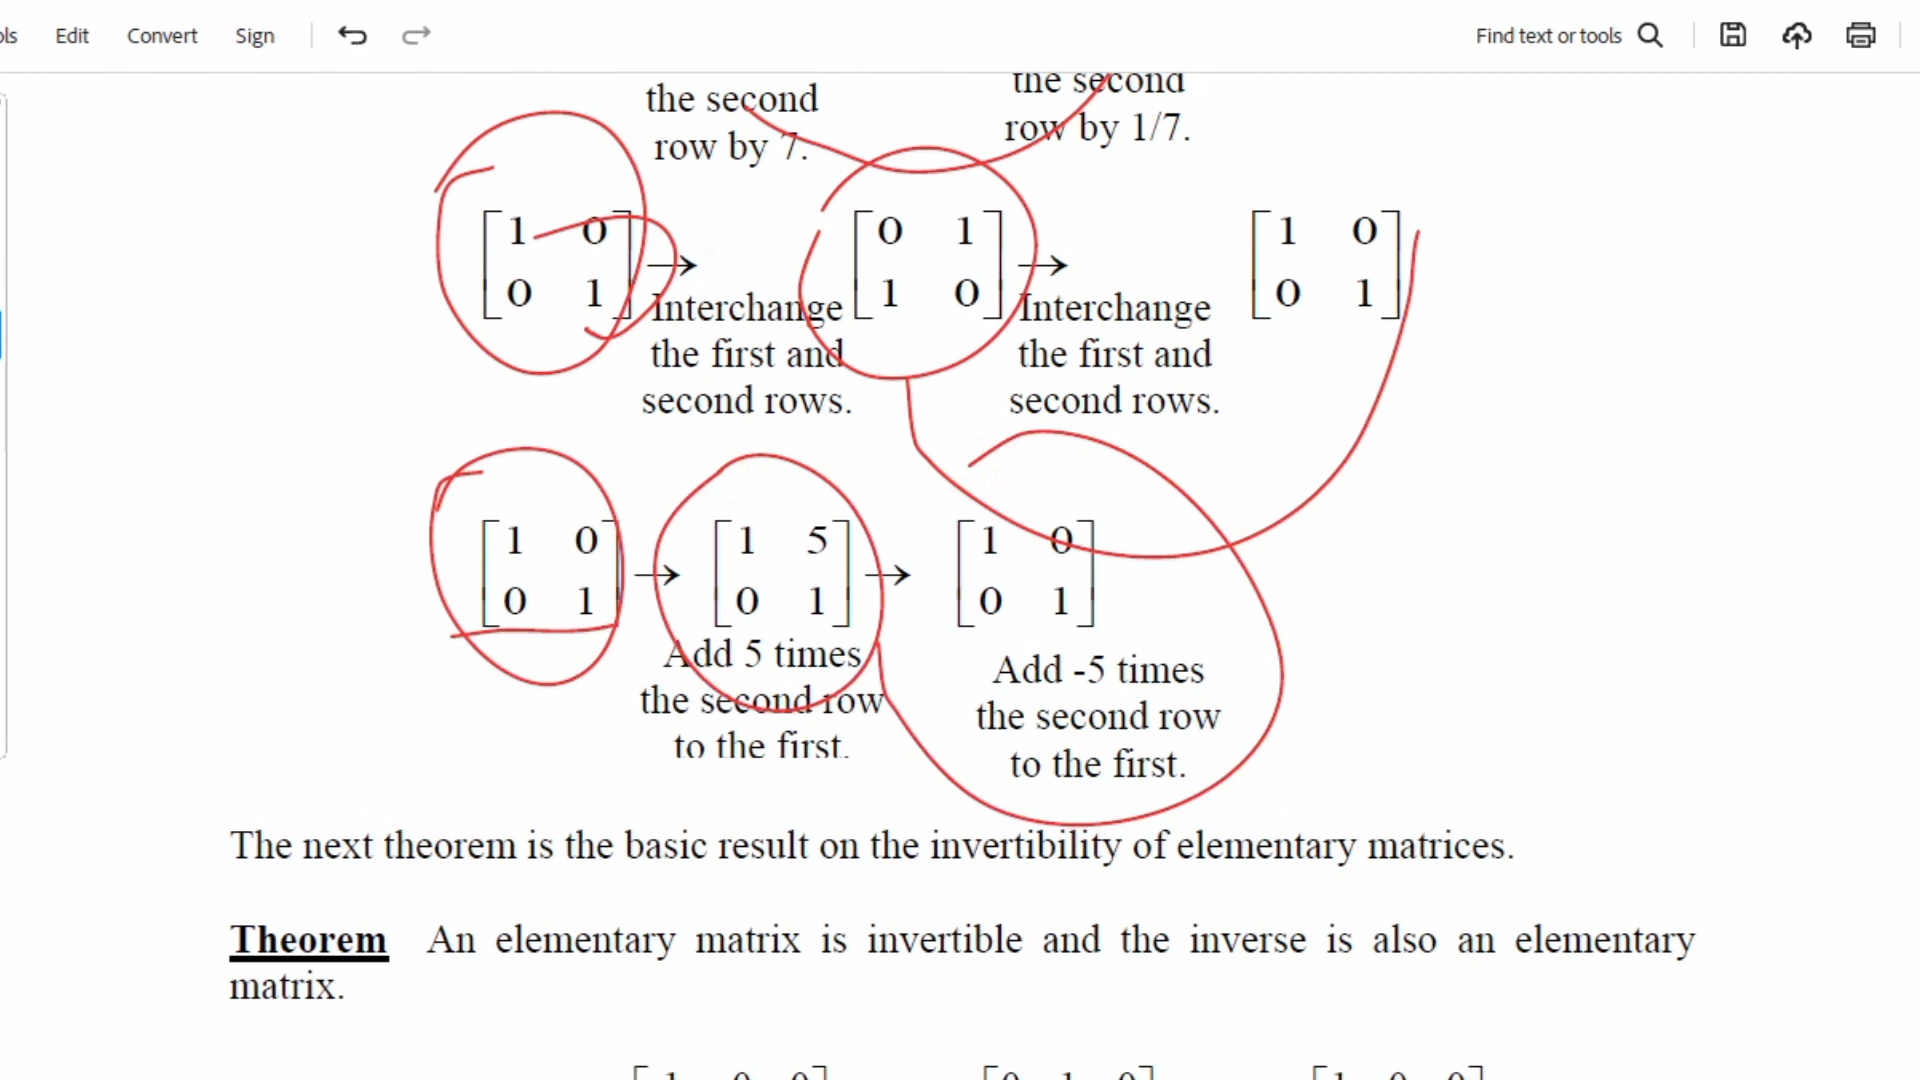 ols Edit Convert Sign Find text or tools
the second the second
row by 7. row by 1/7.
[1 0] [0 1] [1 0]
→ →
[0 1] [1 0] [0 1]
Interchange Interchange
the first and the first and
second rows. second rows.
[1 0] [1 5] [1 0]
→ →
[0 1] [0 1] [0 1]
Add 5 times Add -5 times
the second row the second row
to the first. to the first.
The next theorem is the basic result on the invertibility of elementary matrices.
Theorem An elementary matrix is invertible and the inverse is also an elementary
matrix.